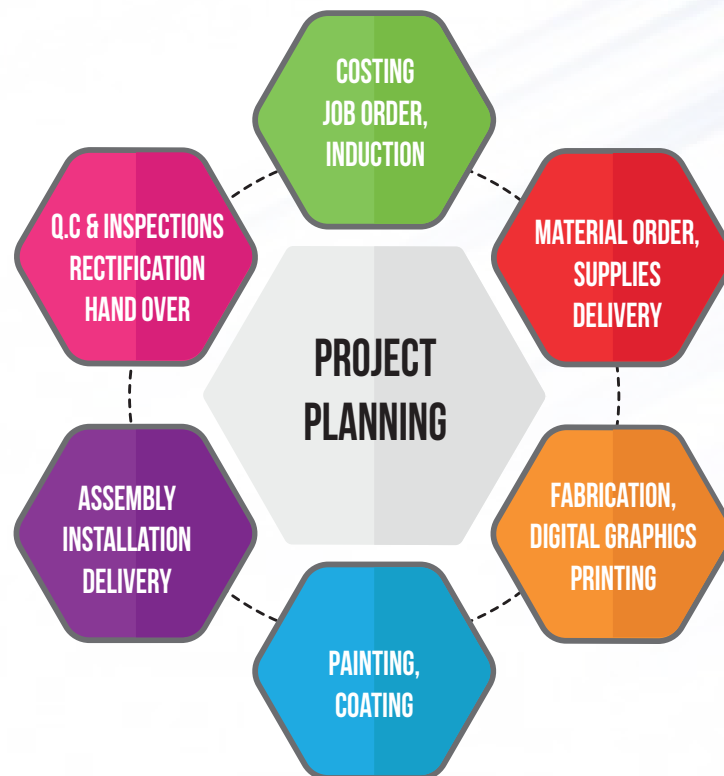 COSTING
JOB ORDER,
INDUCTION
MATERIAL ORDER,
SUPPLIES
DELIVERY
FABRICATION,
DIGITAL GRAPHICS
PRINTING
PAINTING,
COATING
ASSEMBLY
INSTALLATION
DELIVERY
Q.C & INSPECTIONS
RECTIFICATION
HAND OVER
PROJECT
PLANNING